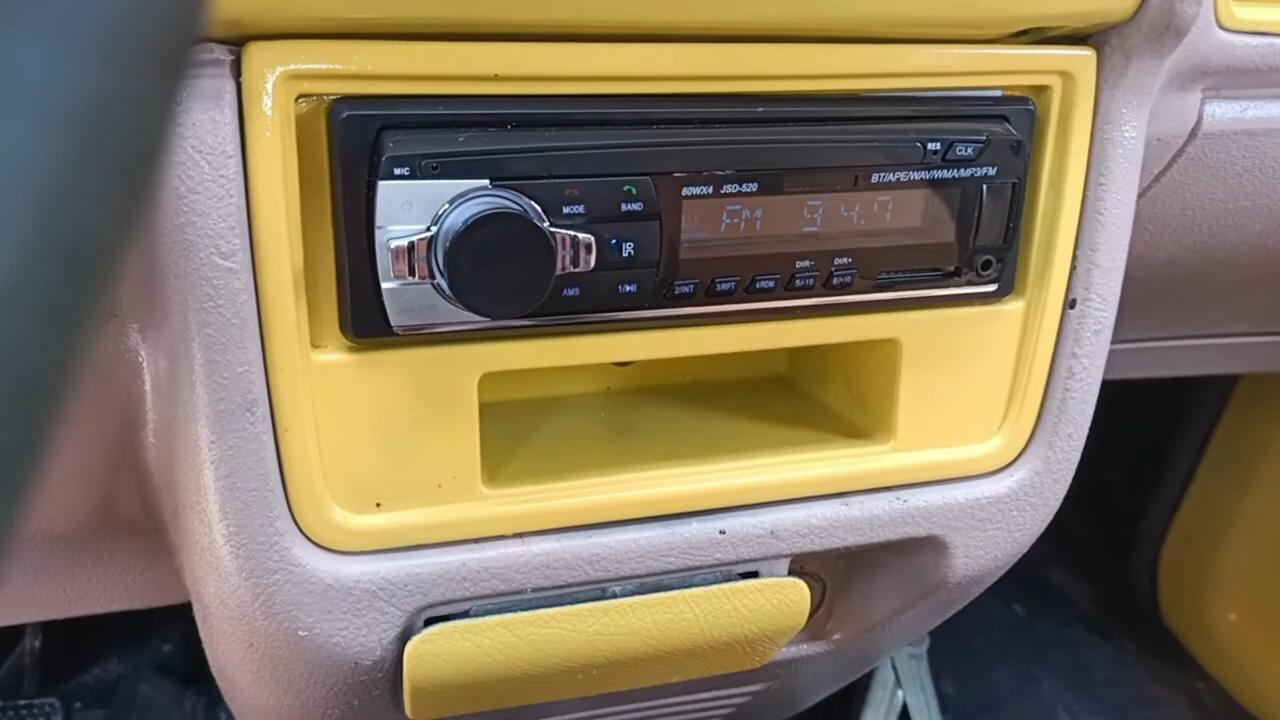 RES CLK
MIC
60WX4 JSD-520 BT/APE/WAV/WMA/MP3/FM
MODE BAND
FM 94.7
AMS 1/▶II 2/INT 3/RPT 4/RDM 5/-10 6/+10
DIR- DIR+